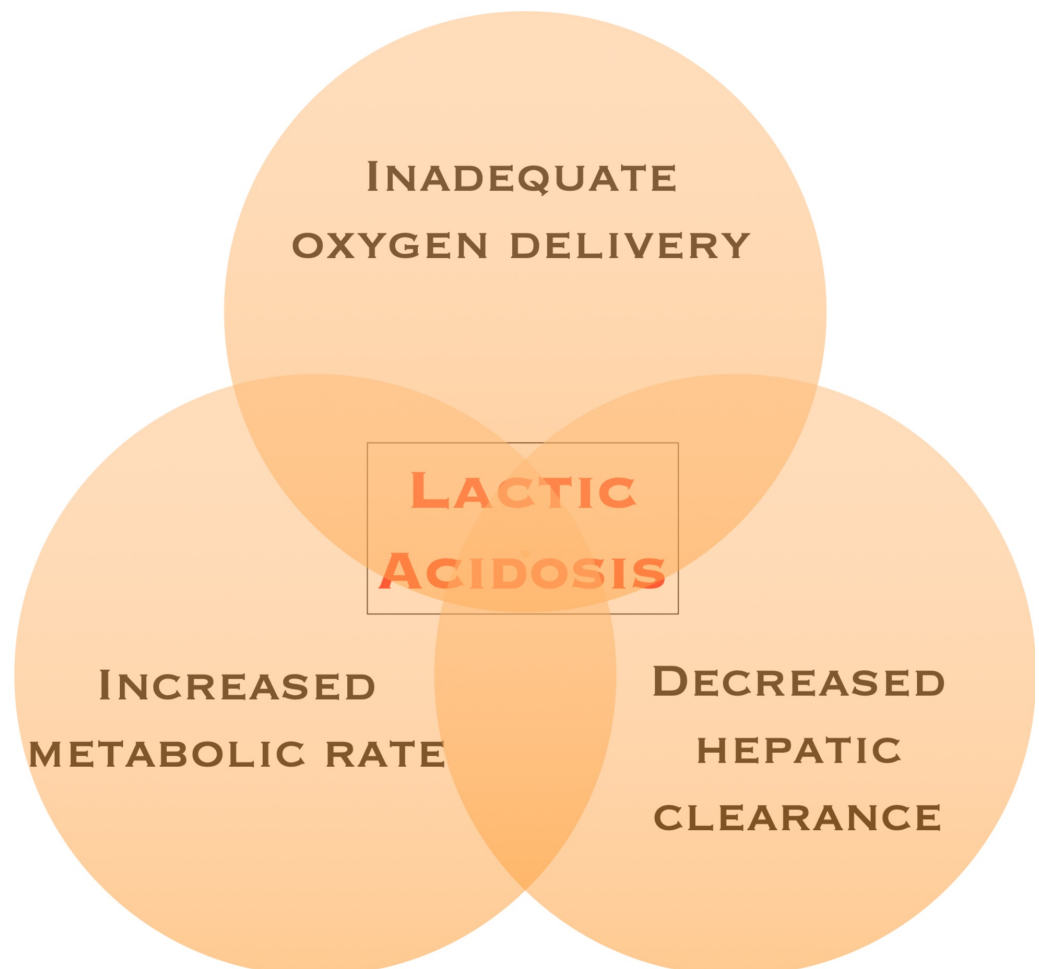 Inadequate
oxygen delivery
Lactic
Acidosis
Increased
metabolic rate
Decreased
hepatic
clearance